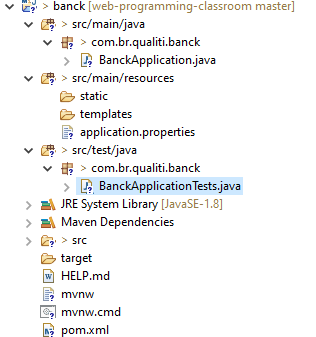 > banck [web-programming-classroom master]
> src/main/java
> com.br.qualiti.banck
> BanckApplication.java
> src/main/resources
static
templates
application.properties
> src/test/java
> com.br.qualiti.banck
> BanckApplicationTests.java
JRE System Library [JavaSE-1.8]
Maven Dependencies
> src
target
HELP.md
mvnw
mvnw.cmd
pom.xml